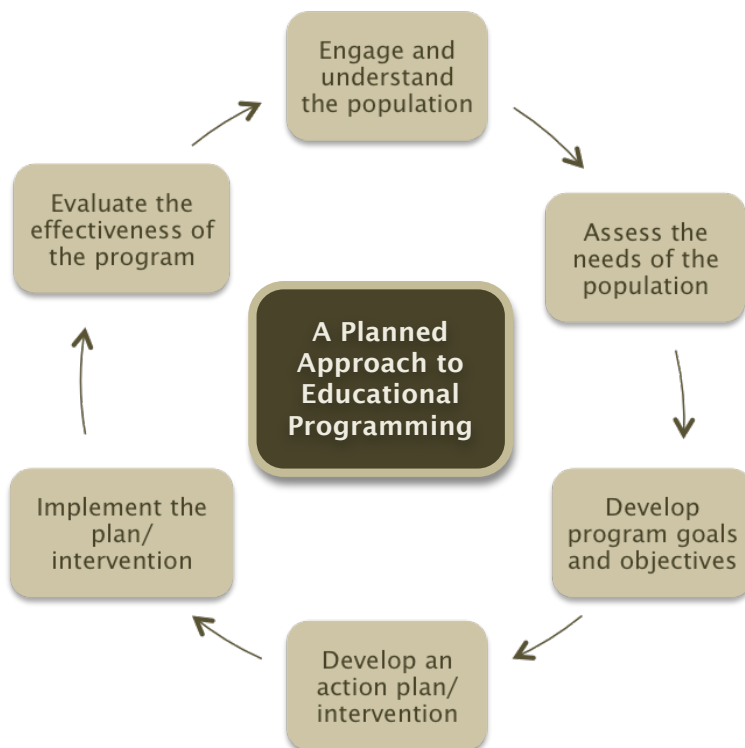 Engage and
understand
the population
Assess the
needs of the
population
Develop
program goals
and objectives
Develop an
action plan/
intervention
Implement the
plan/
intervention
Evaluate the
effectiveness of
the program
A Planned
Approach to
Educational
Programming